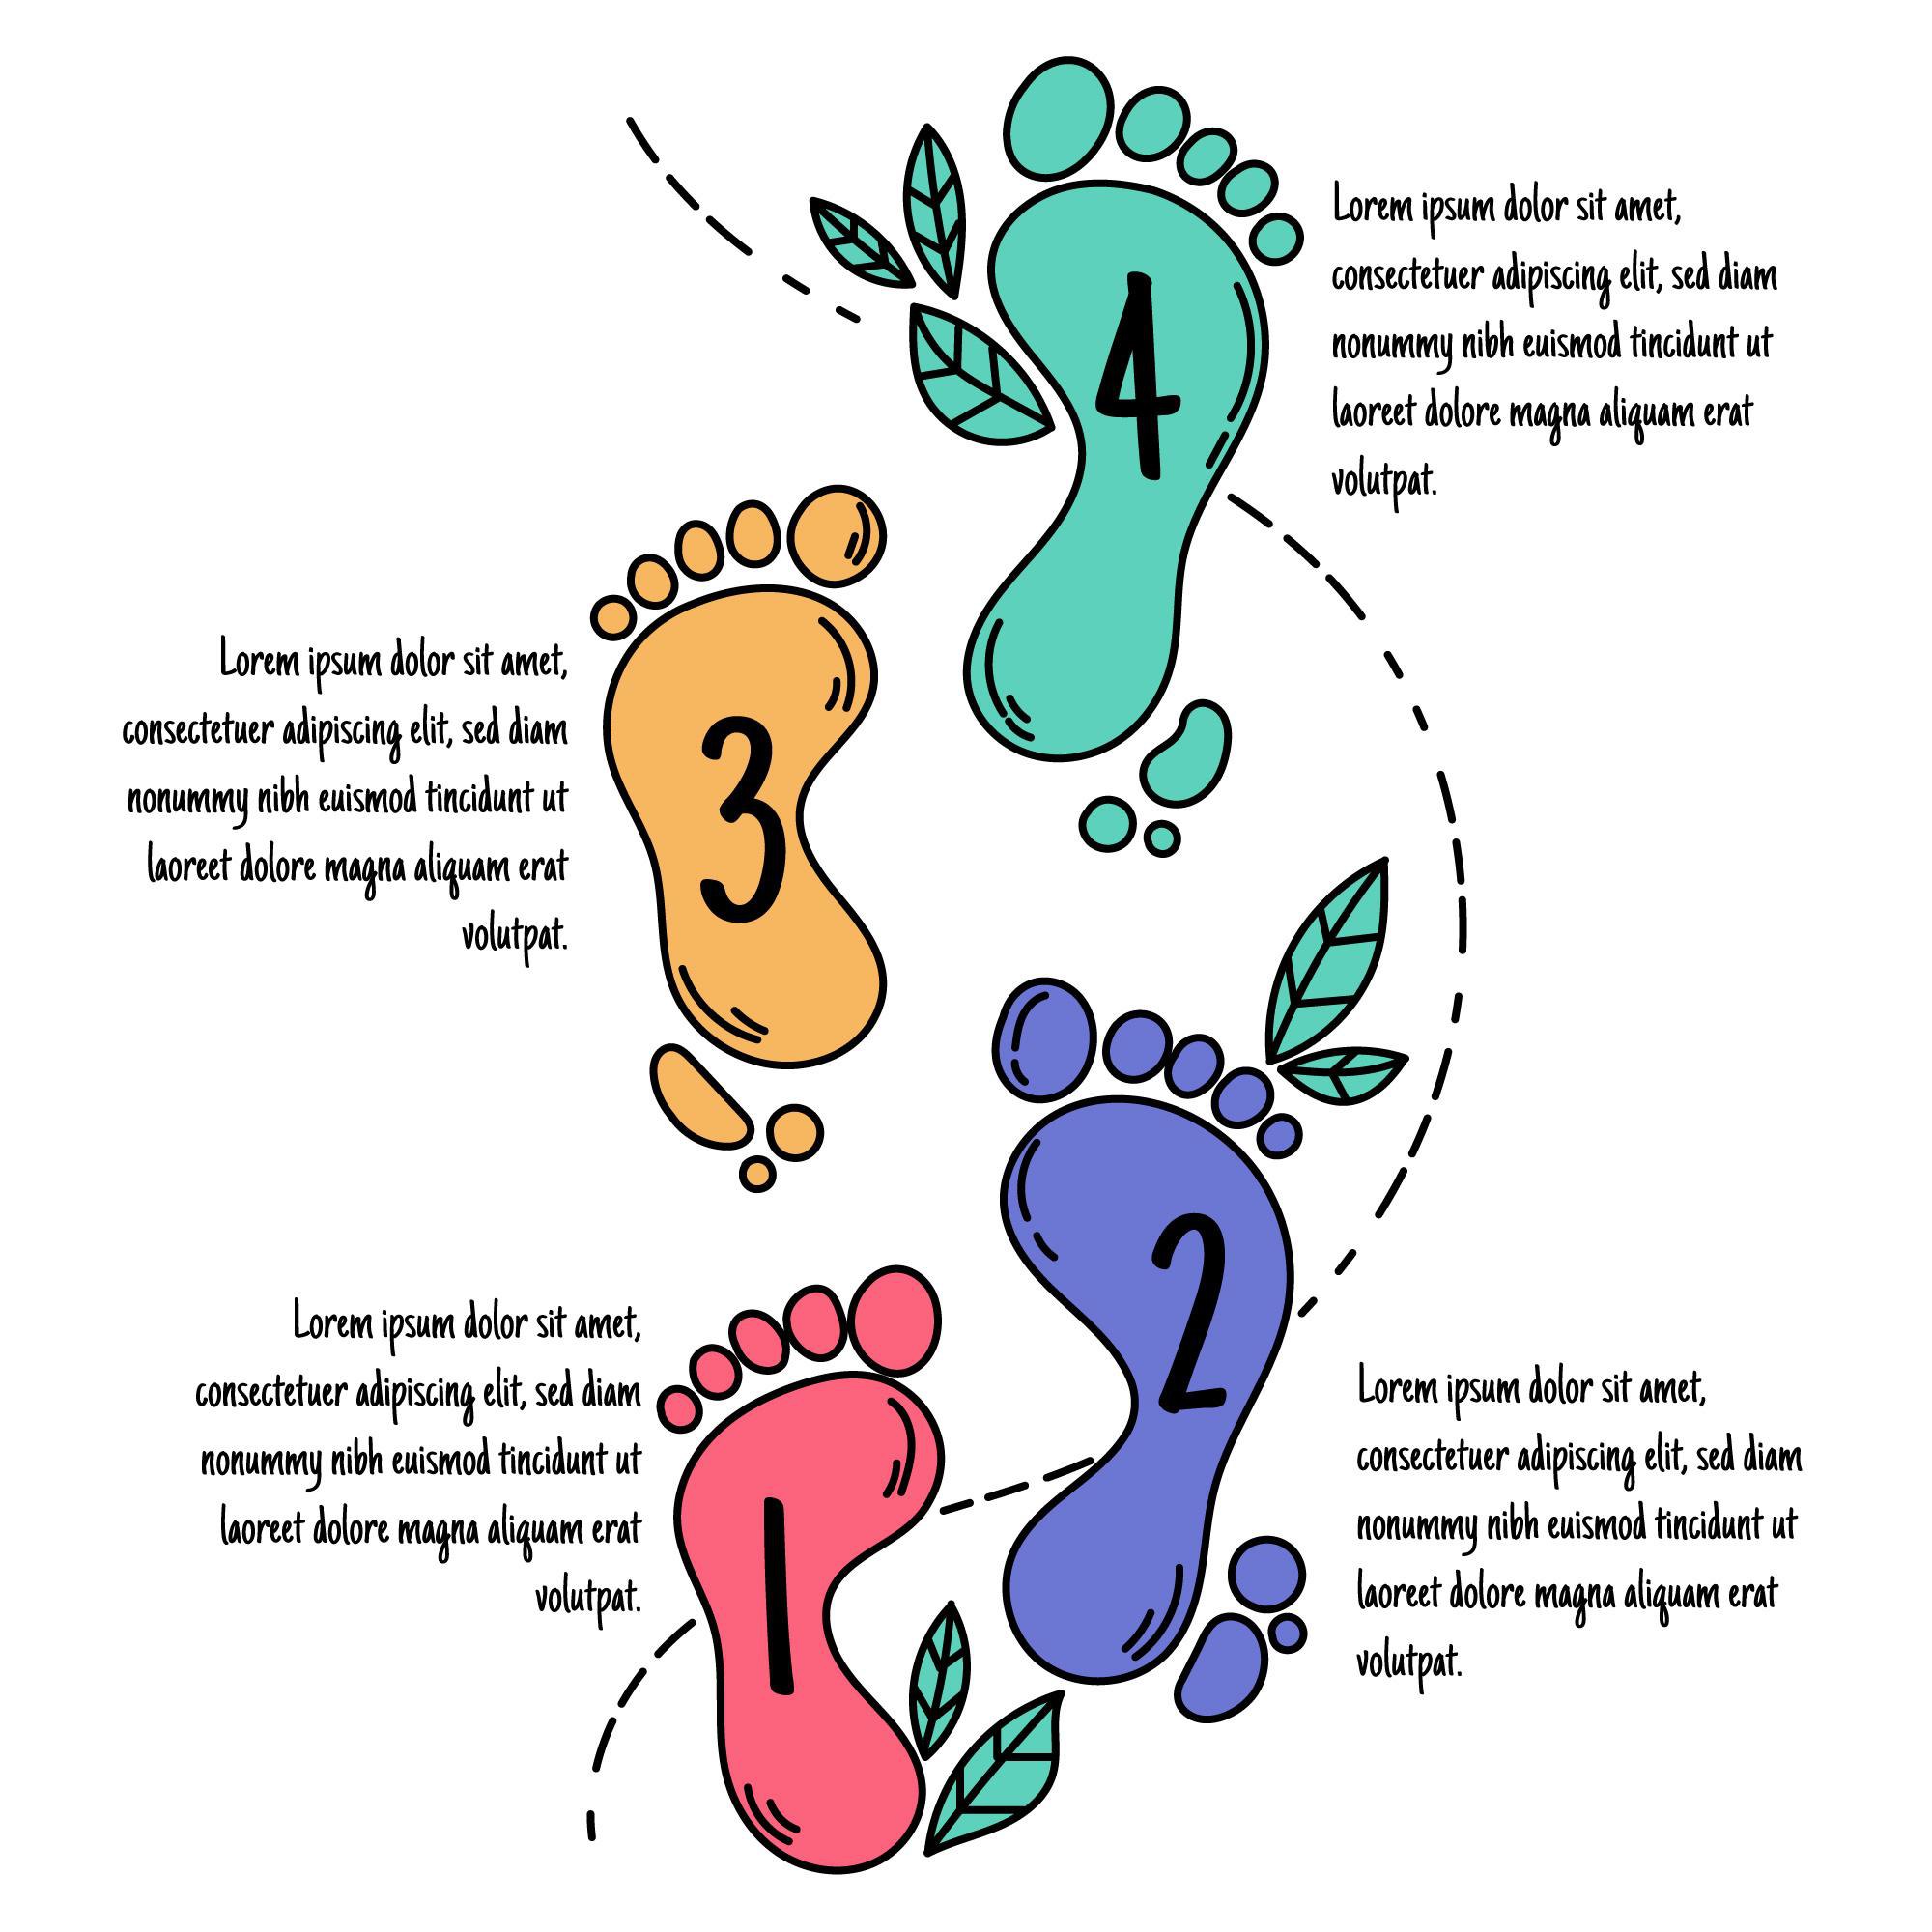 4
Lorem ipsum dolor sit amet,
consectetuer adipiscing elit, sed diam
nonummy nibh euismod tincidunt ut
laoreet dolore magna aliquam erat
volutpat.
3
Lorem ipsum dolor sit amet,
consectetuer adipiscing elit, sed diam
nonummy nibh euismod tincidunt ut
laoreet dolore magna aliquam erat
volutpat.
2
Lorem ipsum dolor sit amet,
consectetuer adipiscing elit, sed diam
nonummy nibh euismod tincidunt ut
laoreet dolore magna aliquam erat
volutpat.
1
Lorem ipsum dolor sit amet,
consectetuer adipiscing elit, sed diam
nonummy nibh euismod tincidunt ut
laoreet dolore magna aliquam erat
volutpat.